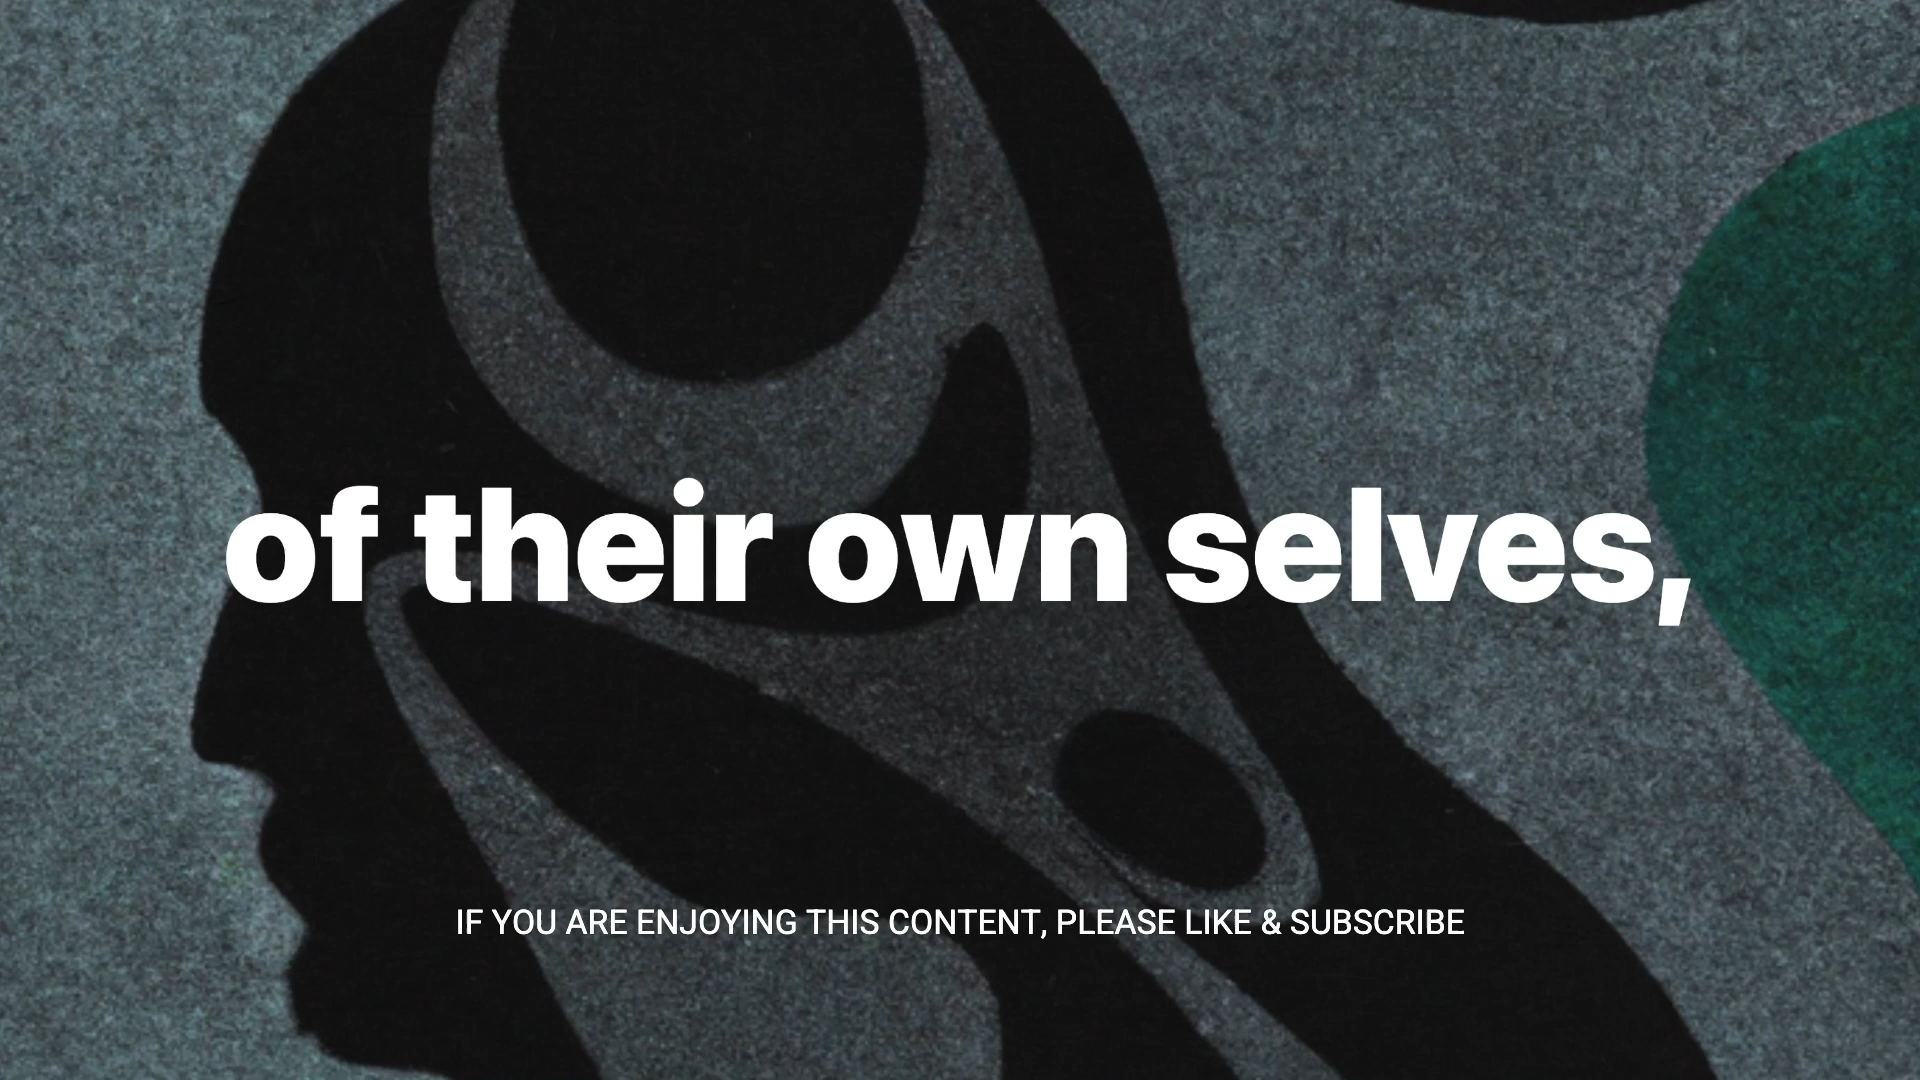 of their own selves,
IF YOU ARE ENJOYING THIS CONTENT, PLEASE LIKE & SUBSCRIBE